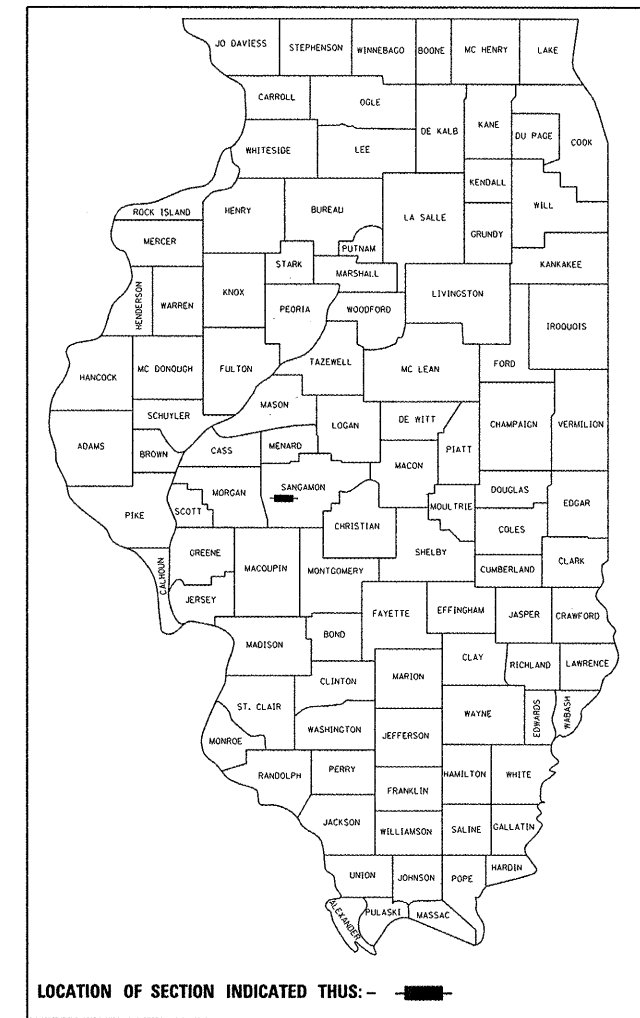 JO DAVIESS STEPHENSON WINNEBAGO BOONE MC HENRY LAKE
CARROLL OGLE DE KALB KANE DU PAGE COOK
WHITESIDE LEE KENDALL WILL
ROCK ISLAND HENRY BUREAU LA SALLE GRUNDY
MERCER PUTNAM KANKAKEE
HENDERSON WARREN KNOX STARK MARSHALL LIVINGSTON IROQUOIS
PEORIA WOODFORD
HANCOCK MC DONOUGH FULTON TAZEWELL MC LEAN FORD
SCHUYLER MASON LOGAN DE WITT CHAMPAIGN VERMILION
ADAMS BROWN CASS MENARD PIATT
MACON
PIKE SCOTT MORGAN SANGAMON CHRISTIAN MOULTRIE DOUGLAS EDGAR
COLES
CALHOUN GREENE MACOUPIN MONTGOMERY SHELBY CUMBERLAND CLARK
JERSEY FAYETTE EFFINGHAM JASPER CRAWFORD
MADISON BOND
CLINTON MARION CLAY RICHLAND LAWRENCE
ST. CLAIR WASHINGTON JEFFERSON WAYNE EDWARDS WABASH
MONROE
RANDOLPH PERRY FRANKLIN HAMILTON WHITE
JACKSON WILLIAMSON SALINE GALLATIN
UNION JOHNSON POPE HARDIN
ALEXANDER PULASKI MASSAC
LOCATION OF SECTION INDICATED THUS: –